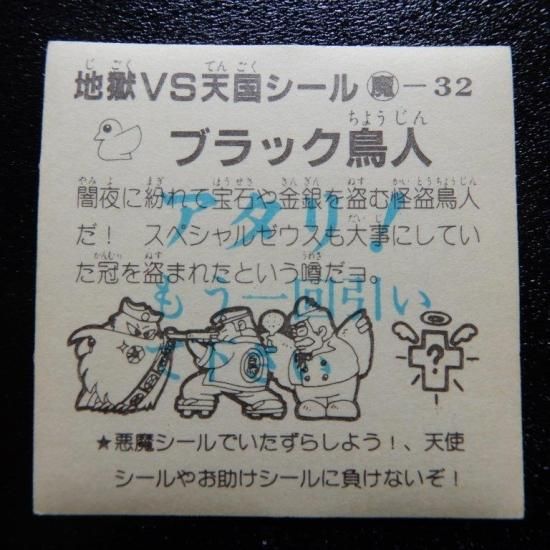 地獄VS天国シール 魔-32
ブラック鳥人
闇夜に紛れて宝石や金銀を盗む怪盗鳥人
だ! スペシャルゼウスも大事にしてい
た冠を盗まれたという噂だョ。
アタリ!
もう一回引い
て下さい
?
★悪魔シールでいたずらしよう!、天使
シールやお助けシールに負けないぞ!